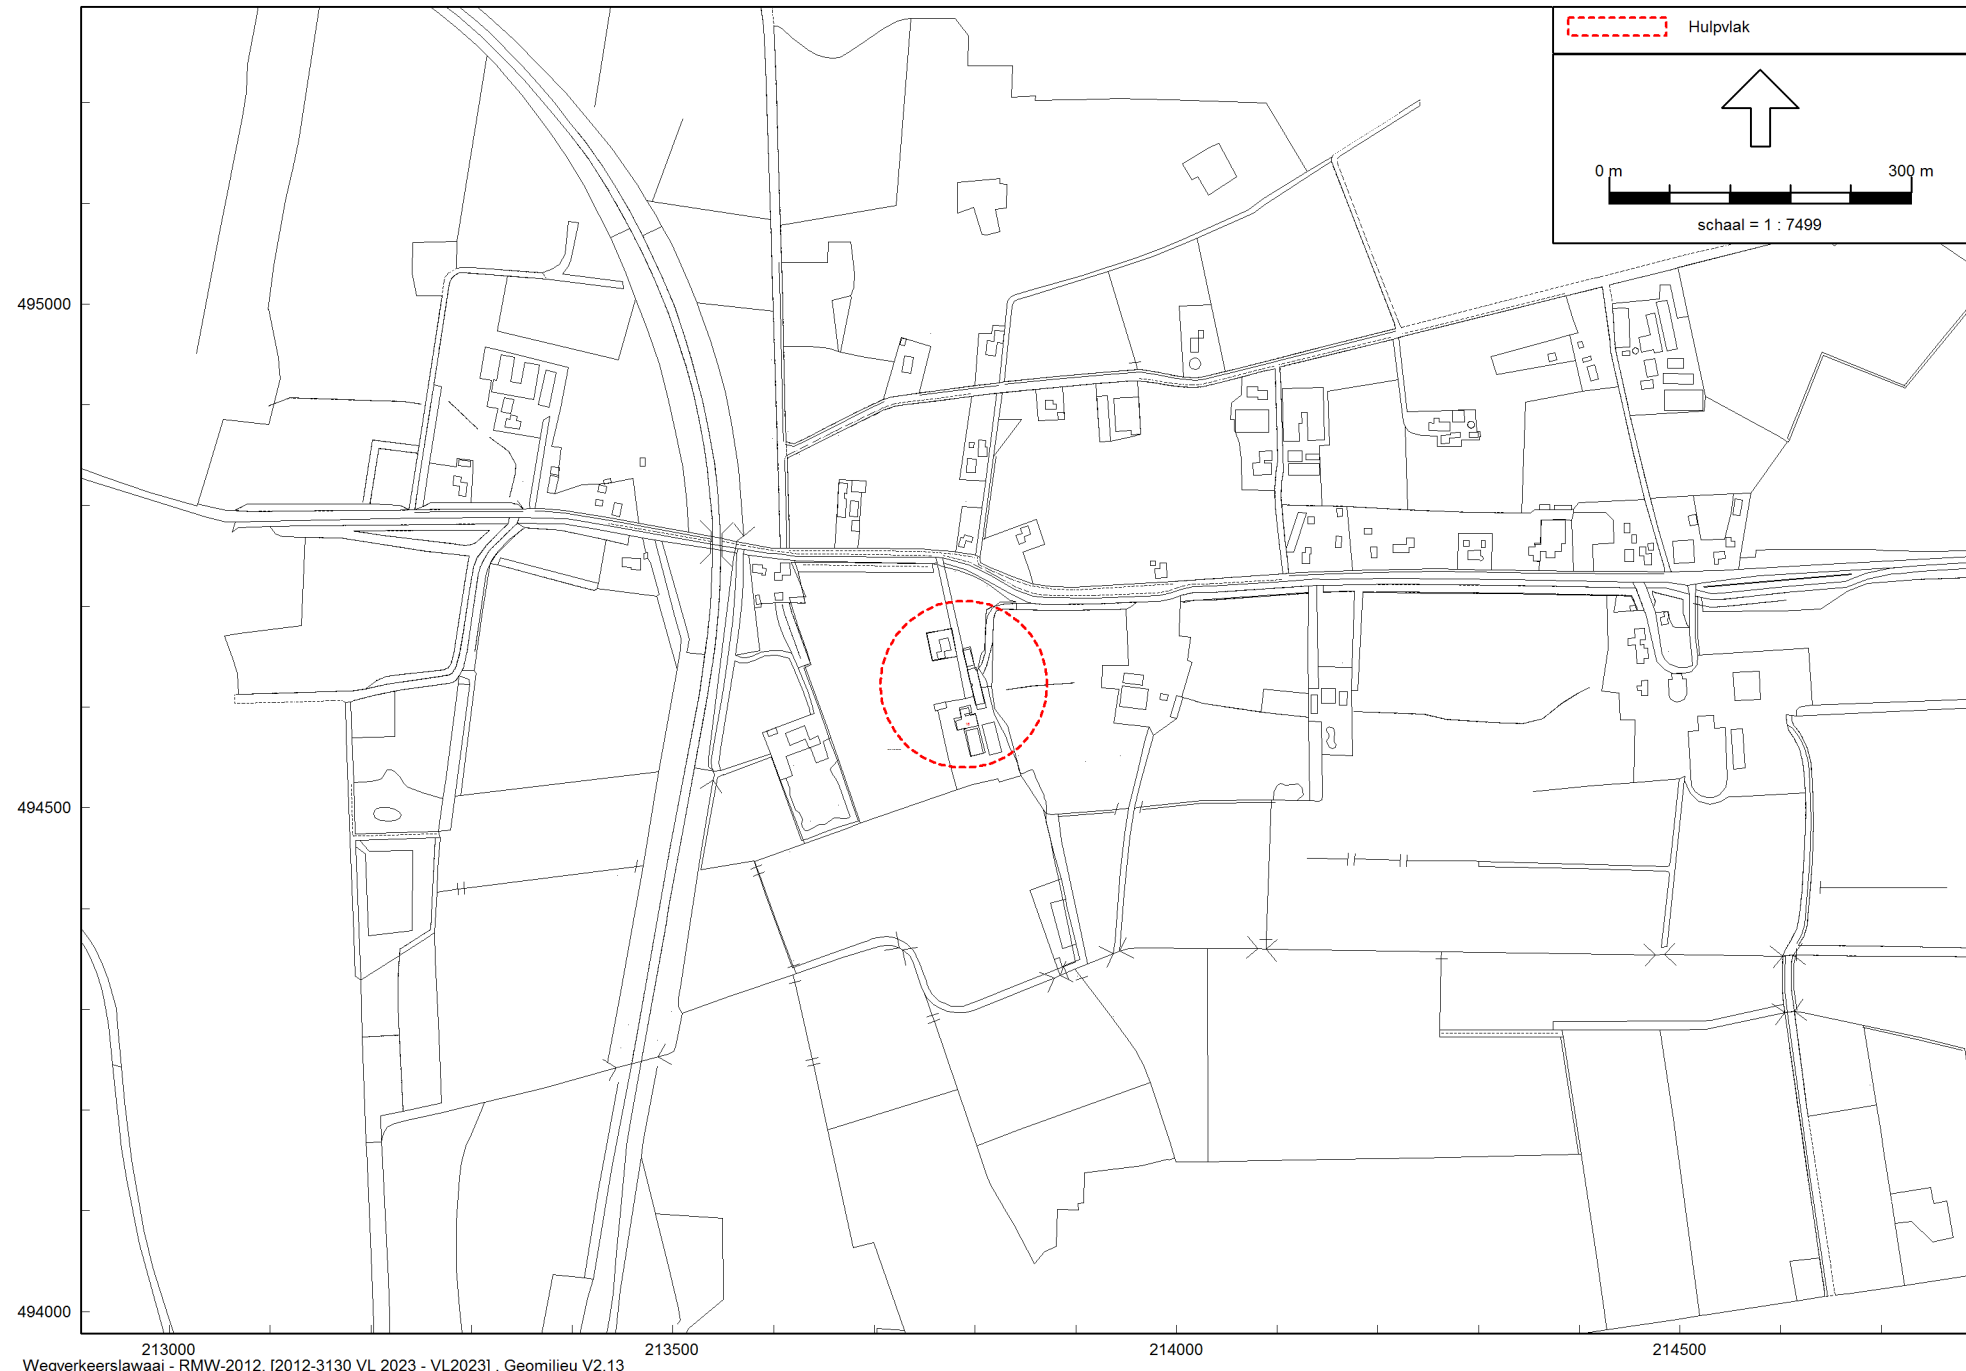 Hulpvlak
0 m 300 m
schaal = 1 : 7499
495000
494500
494000
213000 213500 214000 214500
Wegverkeerslawaai - RMW-2012, [2012-3130 VL 2023 - VL2023] , Geomilieu V2.13